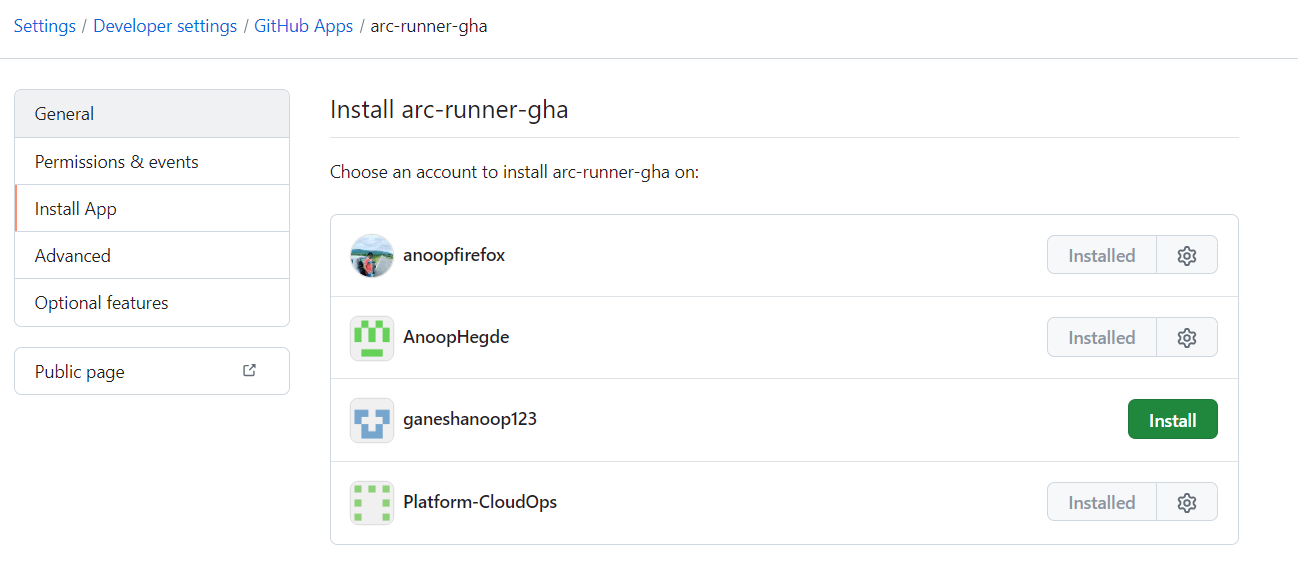 Settings / Developer settings / GitHub Apps / arc-runner-gha
General
Permissions & events
Install App
Advanced
Optional features
Public page
Install arc-runner-gha
Choose an account to install arc-runner-gha on:
anoopfirefox Installed
AnoopHegde Installed
ganeshanoop123 Install
Platform-CloudOps Installed